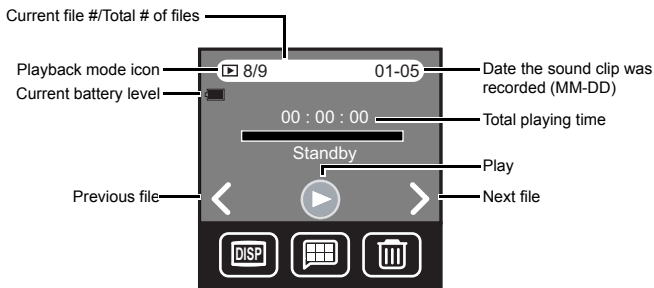 Current file #/Total # of files
Playback mode icon
8/9
01-05
Date the sound clip was
recorded (MM-DD)
Current battery level
00 : 00 : 00
Total playing time
Standby
Play
Previous file
Next file
DISP